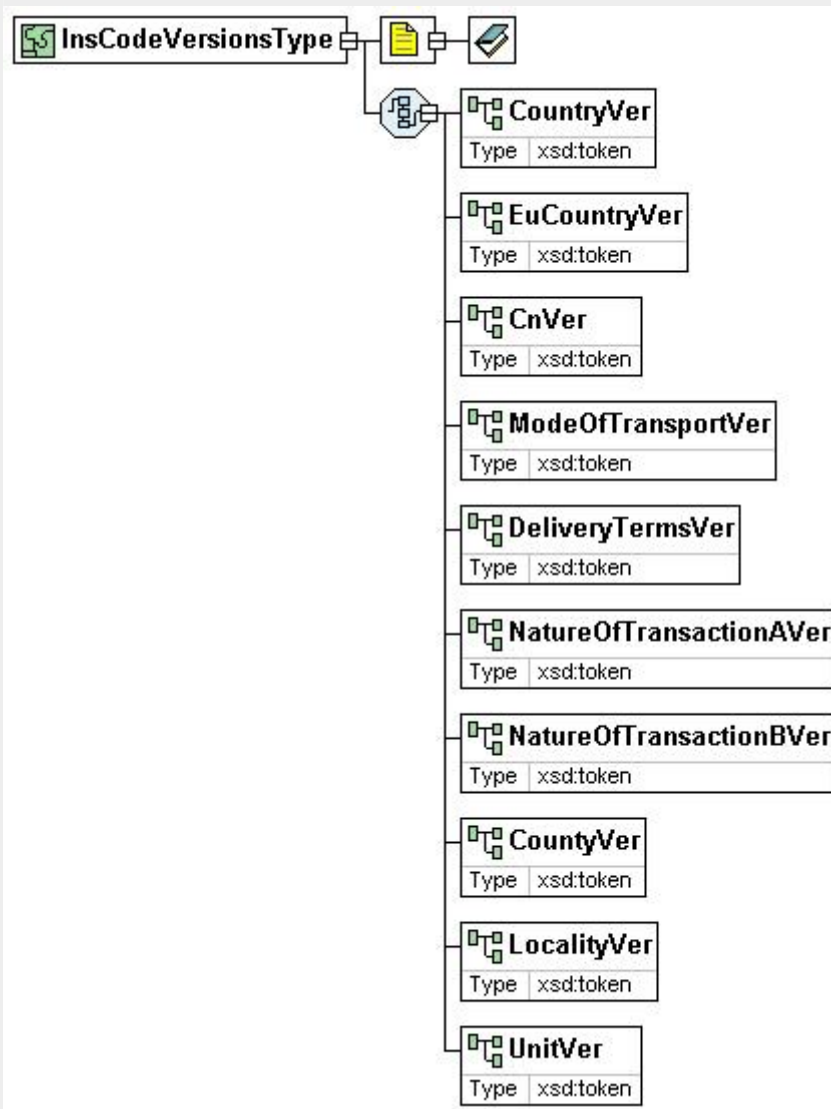 InsCodeVersionsType
CountryVer
Type xsd:token
EuCountryVer
Type xsd:token
CnVer
Type xsd:token
ModeOfTransportVer
Type xsd:token
DeliveryTermsVer
Type xsd:token
NatureOfTransactionAVer
Type xsd:token
NatureOfTransactionBVer
Type xsd:token
CountyVer
Type xsd:token
LocalityVer
Type xsd:token
UnitVer
Type xsd:token